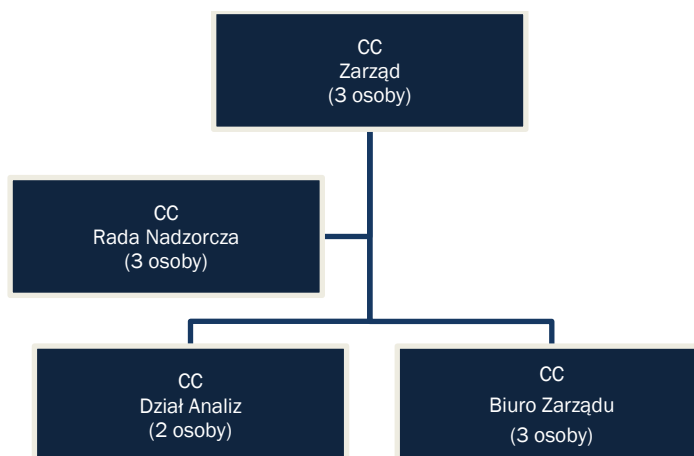 CC
Zarząd
(3 osoby)
CC
Rada Nadzorcza
(3 osoby)
CC
Dział Analiz
(2 osoby)
CC
Biuro Zarządu
(3 osoby)